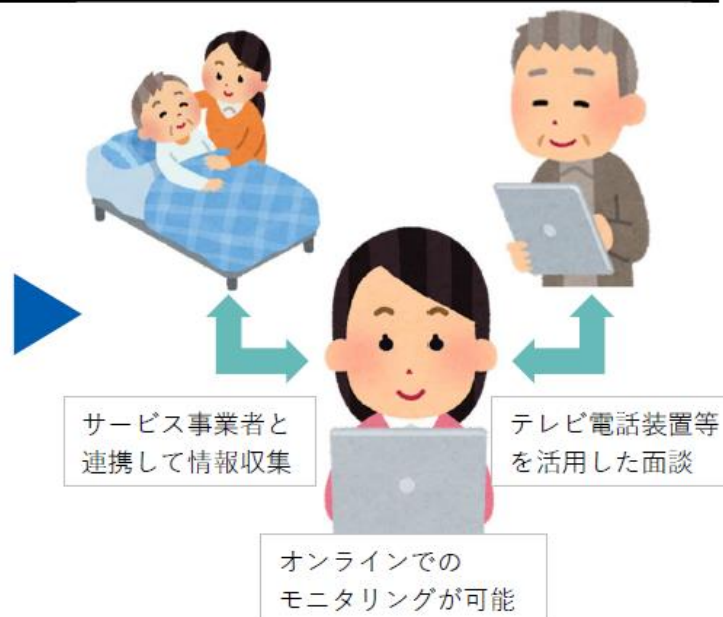 サービス事業者と
連携して情報収集
テレビ電話装置等
を活用した面談
オンラインでの
モニタリングが可能